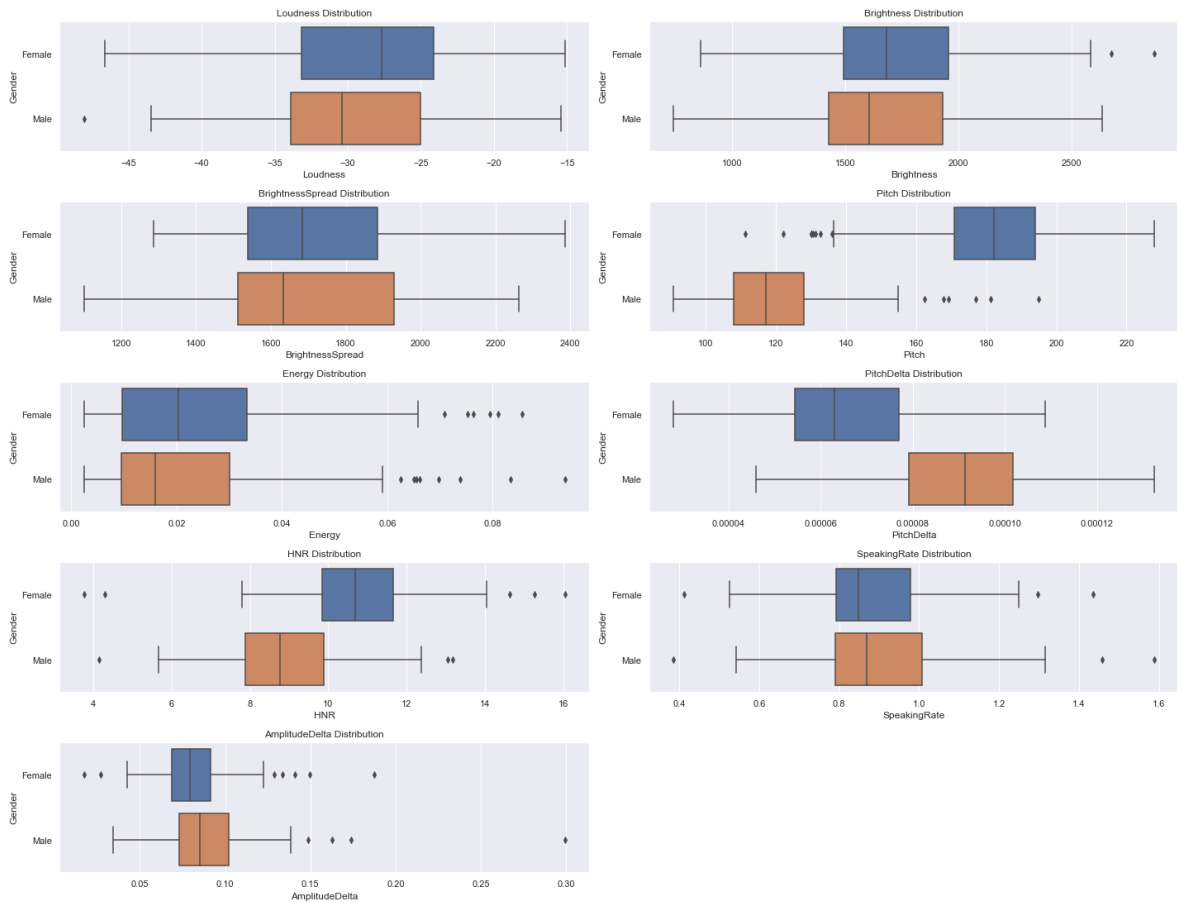 Loudness Distribution
Gender
Female
Male
−45 −40 −35 −30 −25 −20 −15
Loudness
Brightness Distribution
Gender
Female
Male
1000 1500 2000 2500
Brightness
BrightnessSpread Distribution
Gender
Female
Male
1200 1400 1600 1800 2000 2200 2400
BrightnessSpread
Pitch Distribution
Gender
Female
Male
100 120 140 160 180 200 220
Pitch
Energy Distribution
Gender
Female
Male
0.00 0.02 0.04 0.06 0.08
Energy
PitchDelta Distribution
Gender
Female
Male
0.00004 0.00006 0.00008 0.00010 0.00012
PitchDelta
HNR Distribution
Gender
Female
Male
4 6 8 10 12 14 16
HNR
SpeakingRate Distribution
Gender
Female
Male
0.4 0.6 0.8 1.0 1.2 1.4 1.6
SpeakingRate
AmplitudeDelta Distribution
Gender
Female
Male
0.05 0.10 0.15 0.20 0.25 0.30
AmplitudeDelta